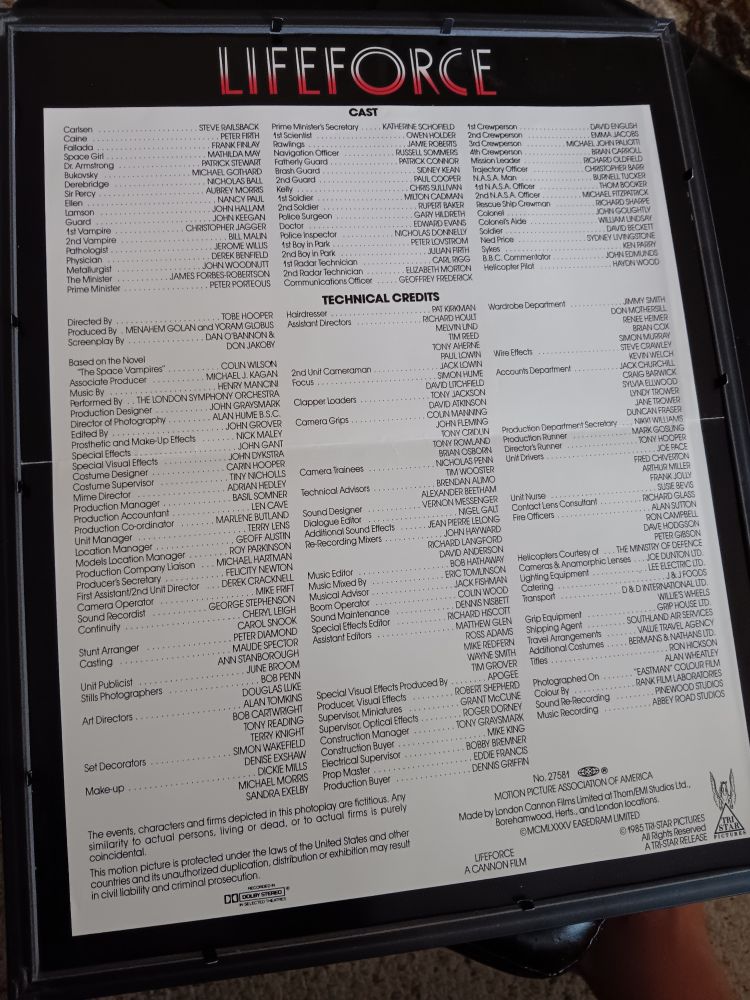 LIFEFORCE
CAST
Carlsen . . . STEVE RAILSBACK
Caine . . . PETER FIRTH
Fallada . . . FRANK FINLAY
Space Girl . . . MATHILDA MAY
Dr. Armstrong . . . PATRICK STEWART
Bukovsky . . . MICHAEL GOTHARD
Derebridge . . . NICHOLAS BALL
Sir Percy . . . AUBREY MORRIS
Ellen . . . NANCY PAUL
Lamson . . . JOHN HALLAM
Guard . . . JOHN KEEGAN
1st Vampire . . . CHRISTOPHER JAGGER
2nd Vampire . . . BILL MALIN
Pathologist . . . JEROME WILLIS
Physician . . . DEREK BENFIELD
Metallurgist . . . JOHN WOODNUTT
The Minister . . . JAMES FORBES-ROBERTSON
Prime Minister . . . PETER PORTEOUS
Prime Minister's Secretary . . . KATHERINE SCHOFIELD
1st Scientist . . . OWEN HOLDER
Rawlings . . . JAMIE ROBERTS
Navigation Officer . . . RUSSELL SOMMERS
Fatherly Guard . . . PATRICK CONNOR
Brash Guard . . . SIDNEY KEAN
2nd Guard . . . PAUL COOPER
Kelly . . . CHRIS SULLIVAN
1st Soldier . . . MILTON CADMAN
2nd Soldier . . . RUPERT BAKER
Police Surgeon . . . GARY HILDRETH
Doctor . . . EDWARD EVANS
Police Inspector . . . NICHOLAS DONNELLY
1st Boy in Park . . . PETER LOVSTROM
2nd Boy in Park . . . JULIAN FIRTH
1st Radar Technician . . . CARL RIGG
2nd Radar Technician . . . ELIZABETH MORTON
Communications Officer . . . GEOFFREY FREDERICK
1st Crewperson . . . DAVID ENGLISH
2nd Crewperson . . . EMMA JACOBS
3rd Crewperson . . . MICHAEL JOHN PALIOTTI
4th Crewperson . . . BRIAN CARROLL
Mission Leader . . . RICHARD OLDFIELD
Trajectory Officer . . . CHRISTOPHER BARR
N.A.S.A. Man . . . BURNELL TUCKER
1st N.A.S.A. Officer . . . THOM BOOKER
2nd N.A.S.A. Officer . . . MICHAEL FITZPATRICK
Rescue Ship Crewman . . . RICHARD SHARPE
Colonel . . . JOHN GOLIGHTLY
Colonel's Aide . . . WILLIAM LINDSAY
Soldier . . . DAVID BECKETT
Ned Price . . . SYDNEY LIVINGSTONE
Sykes . . . KEN PARRY
B.B.C. Commentator . . . JOHN EDMUNDS
Helicopter Pilot . . . HAYDN WOOD
TECHNICAL CREDITS
Directed By . . . TOBE HOOPER
Produced By . MENAHEM GOLAN and YORAM GLOBUS
Screenplay By . . . DAN O'BANNON &
DON JAKOBY
Based on the Novel
"The Space Vampires" . . . COLIN WILSON
Associate Producer . . . MICHAEL J. KAGAN
Music By . . . HENRY MANCINI
Performed By . . THE LONDON SYMPHONY ORCHESTRA
Production Designer . . . JOHN GRAYSMARK
Director of Photography . . . ALAN HUME B.S.C.
Edited By . . . JOHN GROVER
Prosthetic and Make-Up Effects . . . NICK MALEY
Special Effects . . . JOHN GANT
Special Visual Effects . . . JOHN DYKSTRA
Costume Designer . . . CARIN HOOPER
Costume Supervisor . . . TINY NICHOLLS
Mime Director . . . ADRIAN HEDLEY
Production Manager . . . BASIL SOMNER
Production Accountant . . . LEN CAVE
Production Co-ordinator . . . MARLENE BUTLAND
Unit Manager . . . TERRY LENS
Location Manager . . . GEOFF AUSTIN
Models Location Manager . . . ROY PARKINSON
Production Company Liaison . . . MICHAEL HARTMAN
Producer's Secretary . . . FELICITY NEWTON
First Assistant/2nd Unit Director . . . DEREK CRACKNELL
Camera Operator . . . MIKE FRIFT
Sound Recordist . . . GEORGE STEPHENSON
Continuity . . . CHERYL LEIGH
CAROL SNOOK
Stunt Arranger . . . PETER DIAMOND
Casting . . . MAUDE SPECTOR
ANN STANBOROUGH
Unit Publicist . . . JUNE BROOM
Stills Photographers . . . BOB PENN
DOUGLAS LUKE
Art Directors . . . ALAN TOMKINS
BOB CARTWRIGHT
TONY READING
TERRY KNIGHT
Set Decorators . . . SIMON WAKEFIELD
DENISE EXSHAW
Make-up . . . DICKIE MILLS
MICHAEL MORRIS
SANDRA EXELBY
Hairdresser . . . PAT KIRKMAN
Assistant Directors . . . RICHARD HOULT
MELVIN LIND
TIM REED
TONY AHERNE
PAUL LOWIN
2nd Unit Cameraman . . . JACK LOWIN
Focus . . . SIMON HUME
DAVID LITCHFIELD
Clapper Loaders . . . TONY JACKSON
DAVID ATKINSON
Camera Grips . . . COLIN MANNING
JOHN FLEMING
TONY CRIDLIN
TONY ROWLAND
BRIAN OSBORN
Camera Trainees . . . NICHOLAS PENN
TIM WOOSTER
Technical Advisors . . . BRENDAN ALIMO
ALEXANDER BEETHAM
Sound Designer . . . VERNON MESSENGER
Dialogue Editor . . . NIGEL GALT
Additional Sound Effects . . . JEAN PIERRE LELONG
Re-Recording Mixers . . . JOHN HAYWARD
RICHARD LANGFORD
DAVID ANDERSON
Music Editor . . . BOB HATHAWAY
Music Mixed By . . . ERIC TOMLINSON
Musical Advisor . . . JACK FISHMAN
Boom Operator . . . COLIN WOOD
Sound Maintenance . . . DENNIS NISBETT
Special Effects Editor . . . RICHARD HISCOTT
Assistant Editors . . . MATTHEW GLEN
ROSS ADAMS
MIKE REDFERN
WAYNE SMITH
TIM GROVER
Special Visual Effects Produced By . . . APOGEE
Producer, Visual Effects . . . ROBERT SHEPHERD
Supervisor, Miniatures . . . GRANT McCUNE
Supervisor, Optical Effects . . . ROGER DORNEY
Construction Manager . . . TONY GRAYSMARK
Construction Buyer . . . MIKE KING
Electrical Supervisor . . . BOBBY BREMNER
Prop Master . . . EDDIE FRANCIS
Production Buyer . . . DENNIS GRIFFIN
Wardrobe Department . . . JIMMY SMITH
DON MOTHERSILL
RENEE HEIMER
BRIAN COX
SIMON MURRAY
Wire Effects . . . STEVE CRAWLEY
KEVIN WELCH
Accounts Department . . . JACK CHURCHILL
CRAIG BARWICK
SYLVIA ELLWOOD
LYNDY TROWER
JANE TROWER
DUNCAN FRASER
Production Department Secretary . NIKKI WILLIAMS
Production Runner . . . MARK GOSLING
Director's Runner . . . TONY HOOPER
Unit Drivers . . . JOE PACE
FRED CHIVERTON
ARTHUR MILLER
FRANK JOLLY
Unit Nurse . . . SUSE BEVIS
Contact Lens Consultant . . . RICHARD GLASS
Fire Officers . . . ALAN SUTTON
RON CAMPBELL
DAVE HODGSON
PETER GIBSON
Helicopters Courtesy of . . . THE MINISTRY OF DEFENCE
Cameras & Anamorphic Lenses . JOE DUNTON LTD.
Lighting Equipment . . . LEE ELECTRIC LTD.
Catering . . . J & J FOODS
Transport . . . D & D INTERNATIONAL LTD.
WILLIE'S WHEELS
Grip Equipment . . . GRIP HOUSE LTD.
Shipping Agent . . . SOUTHLAND AIR SERVICES
Travel Arrangements . . . VALUE TRAVEL AGENCY
Additional Costumes . . . BERMANS & NATHANS LTD.
Titles . . . RON HICKSON
ALAN WHEATLEY
Photographed On . . . "EASTMAN" COLOUR FILM
Colour By . . . RANK FILM LABORATORIES
Sound Re-Recording . . . PINEWOOD STUDIOS
Music Recording . . . ABBEY ROAD STUDIOS
The events, characters and firms depicted in this photoplay are fictitious. Any
similarity to actual persons, living or dead, or to actual firms is purely
coincidental.
This motion picture is protected under the laws of the United States and other
countries and its unauthorized duplication, distribution or exhibition may result
in civil liability and criminal prosecution.
RECORDED IN
DOLBY STEREO ®
IN SELECTED THEATRES
No. 27581 ®
MOTION PICTURE ASSOCIATION OF AMERICA
Made by London Cannon Films Limited at Thorn/EMI Studios Ltd.,
Borehamwood, Herts., and London locations.
©MCMLXXXV EASEDRAM LIMITED
LIFEFORCE
A CANNON FILM
© 1985 TRI-STAR PICTURES
All Rights Reserved
A TRI-STAR RELEASE
TRI
STAR
PICTURES